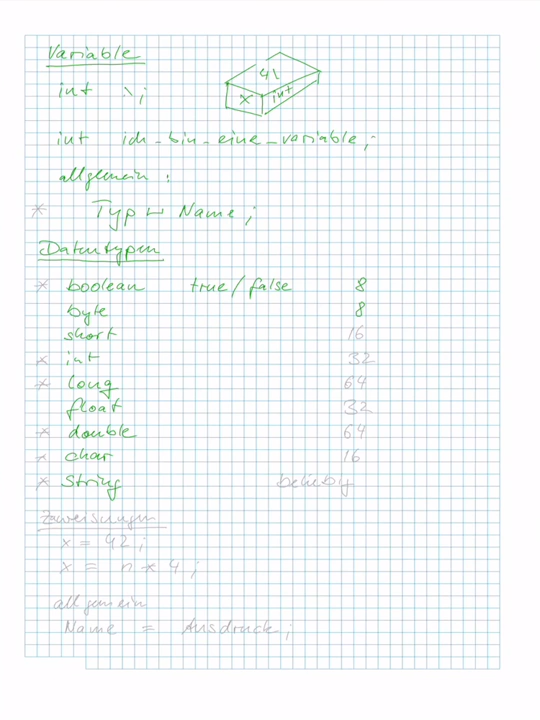 Variable
int x;
42
x int
int ich_bin_eine_variable;
allgemein:
* Typ ␣ Name;
Datentypen
* boolean true/false 8
byte 8
short 16
* int 32
* long 64
float 32
* double 64
* char 16
* String beliebig
Zuweisungen
x = 42;
x = n * 4;
allgemein
Name = Ausdruck;